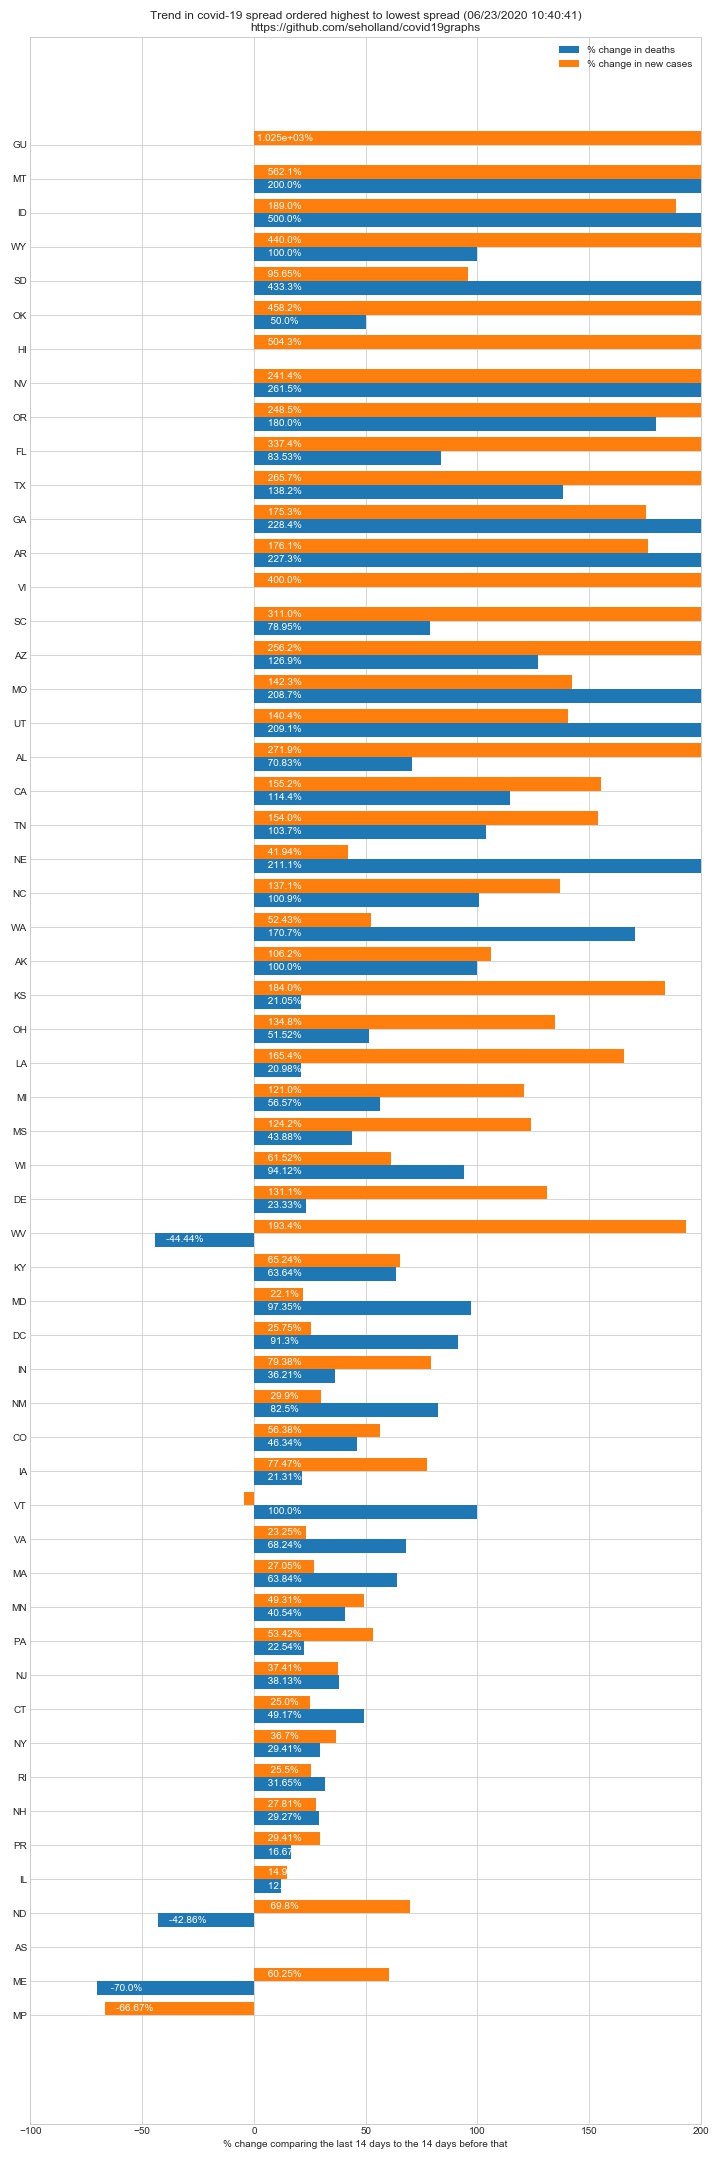 Trend in covid-19 spread ordered highest to lowest spread (06/23/2020 10:40:41)
https://github.com/seholland/covid19graphs
% change in deaths
% change in new cases
GU
1.025e+03%
MT
562.1%
200.0%
ID
189.0%
500.0%
WY
440.0%
100.0%
SD
95.65%
433.3%
OK
458.2%
50.0%
HI
504.3%
NV
241.4%
261.5%
OR
248.5%
180.0%
FL
337.4%
83.53%
TX
265.7%
138.2%
GA
175.3%
228.4%
AR
176.1%
227.3%
VI
400.0%
SC
311.0%
78.95%
AZ
256.2%
126.9%
MO
142.3%
208.7%
UT
140.4%
209.1%
AL
271.9%
70.83%
CA
155.2%
114.4%
TN
154.0%
103.7%
NE
41.94%
211.1%
NC
137.1%
100.9%
WA
52.43%
170.7%
AK
106.2%
100.0%
KS
184.0%
21.05%
OH
134.8%
51.52%
LA
165.4%
20.98%
MI
121.0%
56.57%
MS
124.2%
43.88%
WI
61.52%
94.12%
DE
131.1%
23.33%
WV
193.4%
-44.44%
KY
65.24%
63.64%
MD
22.1%
97.35%
DC
25.75%
91.3%
IN
79.38%
36.21%
NM
29.9%
82.5%
CO
56.38%
46.34%
IA
77.47%
21.31%
VT
100.0%
VA
23.25%
68.24%
MA
27.05%
63.84%
MN
49.31%
40.54%
PA
53.42%
22.54%
NJ
37.41%
38.13%
CT
25.0%
49.17%
NY
36.7%
29.41%
RI
25.5%
31.65%
NH
27.81%
29.27%
PR
29.41%
16.67
IL
14.9
12.
ND
69.8%
-42.86%
AS
ME
60.25%
-70.0%
MP
-66.67%
−100 −50 0 50 100 150 200
% change comparing the last 14 days to the 14 days before that